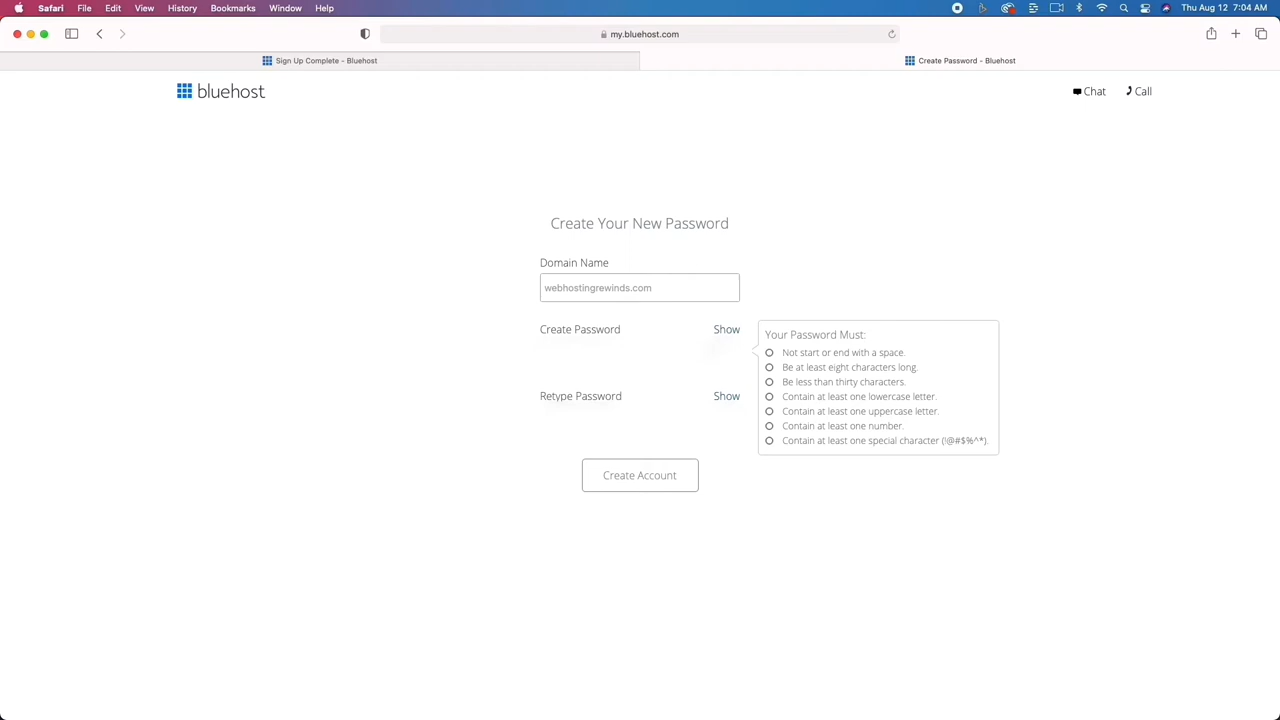 Safari File Edit View History Bookmarks Window Help Thu Aug 12 7:04 AM
my.bluehost.com
Sign Up Complete – Bluehost Create Password – Bluehost
bluehost Chat Call
Create Your New Password
Domain Name
webhostingrewinds.com
Create Password Show
Your Password Must:
Not start or end with a space.
Be at least eight characters long.
Be less than thirty characters.
Contain at least one lowercase letter.
Retype Password Show
Contain at least one uppercase letter.
Contain at least one number.
Contain at least one special character (!@#$%^*).
Create Account